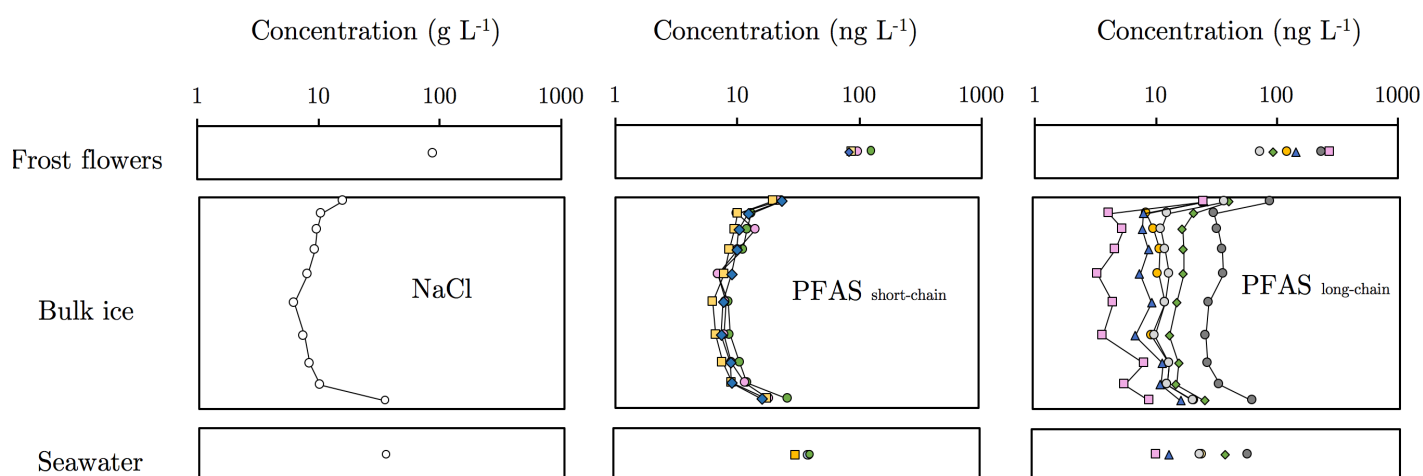 Concentration (g L-1) Concentration (ng L-1) Concentration (ng L-1)
1 10 100 1000 1 10 100 1000 1 10 100 1000
Frost flowers
Bulk ice NaCl PFAS short-chain PFAS long-chain
Seawater